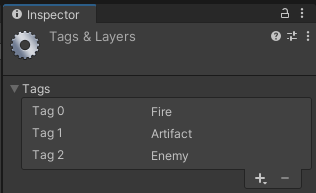 Inspector
Tags & Layers
Tags
Tag 0 Fire
Tag 1 Artifact
Tag 2 Enemy